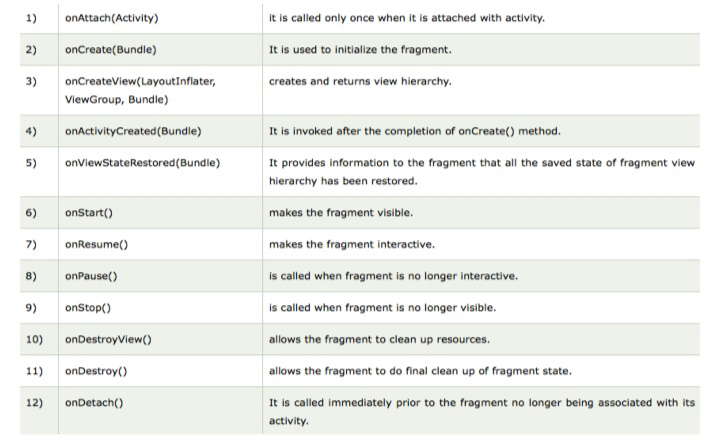 1) onAttach(Activity) it is called only once when it is attached with activity.
2) onCreate(Bundle) It is used to initialize the fragment.
3) onCreateView(LayoutInflater, creates and returns view hierarchy.
ViewGroup, Bundle)
4) onActivityCreated(Bundle) It is invoked after the completion of onCreate() method.
5) onViewStateRestored(Bundle) It provides information to the fragment that all the saved state of fragment view
hierarchy has been restored.
6) onStart() makes the fragment visible.
7) onResume() makes the fragment interactive.
8) onPause() is called when fragment is no longer interactive.
9) onStop() is called when fragment is no longer visible.
10) onDestroyView() allows the fragment to clean up resources.
11) onDestroy() allows the fragment to do final clean up of fragment state.
12) onDetach() It is called immediately prior to the fragment no longer being associated with its
activity.